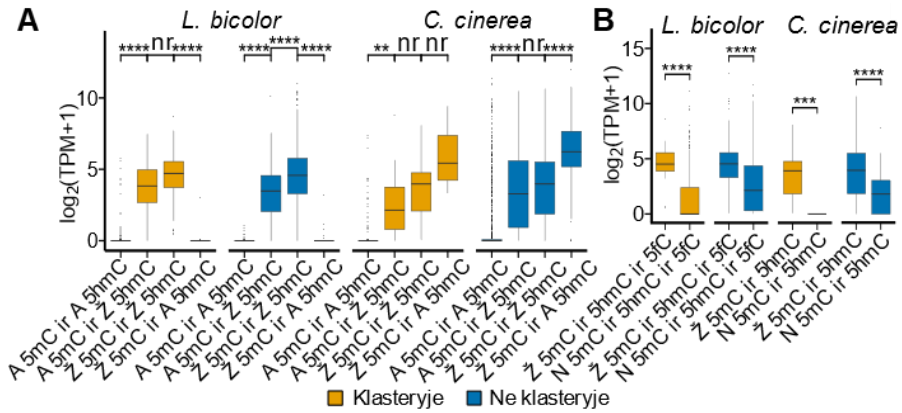 A
L. bicolor
C. cinerea
**** nr ****
**** **** ****
** nr nr
**** nr ****
log2(TPM+1)
10
5
0
A 5mC ir A 5hmC
A 5mC ir Ž 5hmC
Ž 5mC ir Ž 5hmC
Ž 5mC ir A 5hmC
A 5mC ir A 5hmC
A 5mC ir Ž 5hmC
Ž 5mC ir Ž 5hmC
Ž 5mC ir A 5hmC
A 5mC ir A 5hmC
A 5mC ir Ž 5hmC
Ž 5mC ir Ž 5hmC
Ž 5mC ir A 5hmC
A 5mC ir A 5hmC
A 5mC ir Ž 5hmC
Ž 5mC ir Ž 5hmC
Ž 5mC ir A 5hmC
B
L. bicolor
C. cinerea
****
****
***
****
log2(TPM+1)
15
10
5
0
Ž 5mC ir 5hmC ir 5fC
N 5mC ir 5hmC ir 5fC
Ž 5mC ir 5hmC ir 5fC
N 5mC ir 5hmC ir 5fC
Ž 5mC ir 5hmC
N 5mC ir 5hmC
Ž 5mC ir 5hmC
N 5mC ir 5hmC
Klasteryje
Ne klasteryje